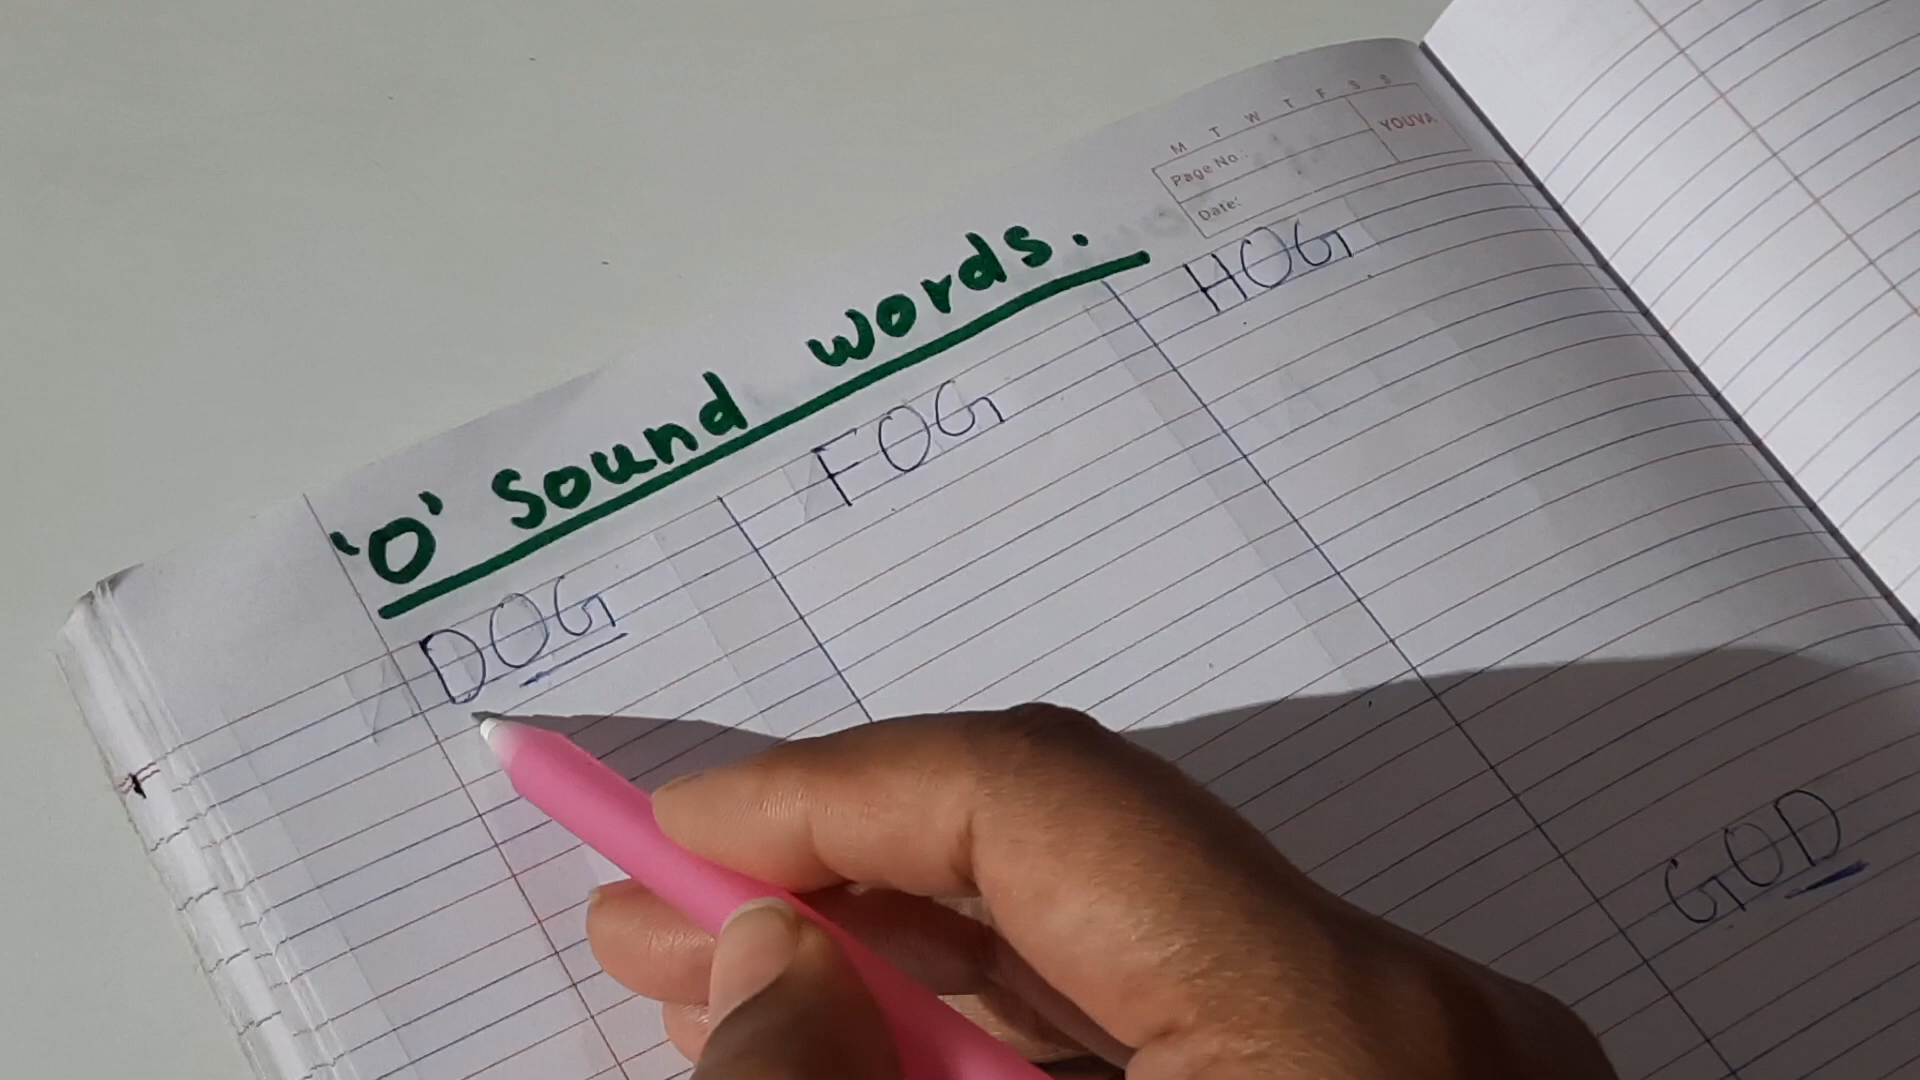 M T W T F S S
Page No.:
YOUVA
Date:
'O' Sound words.
DOG FOG HOG
GOD